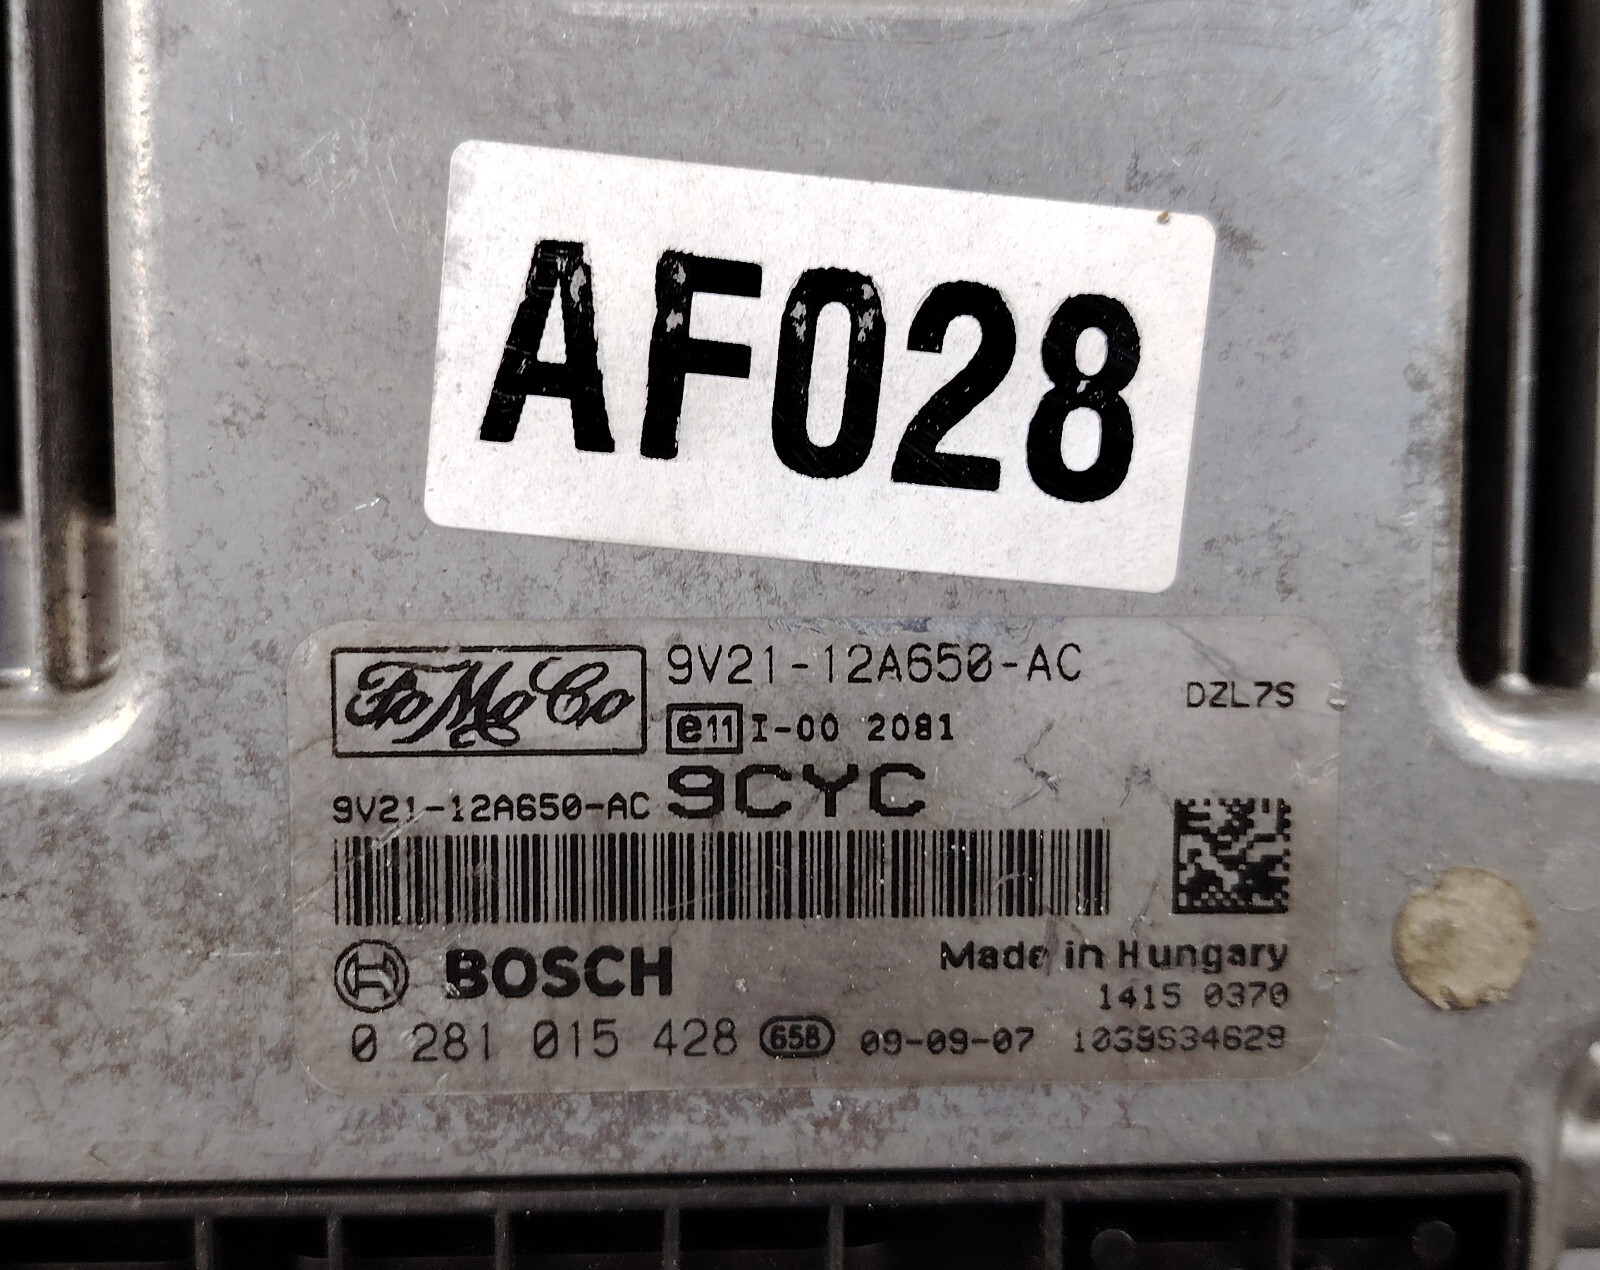 AF028
FoMoCo
9V21-12A650-AC
DZL7S
e11 I-00 2081
9V21-12A650-AC 9CYC
BOSCH
Made in Hungary
1415 0370
0 281 015 428 658 09-09-07 1039S34629